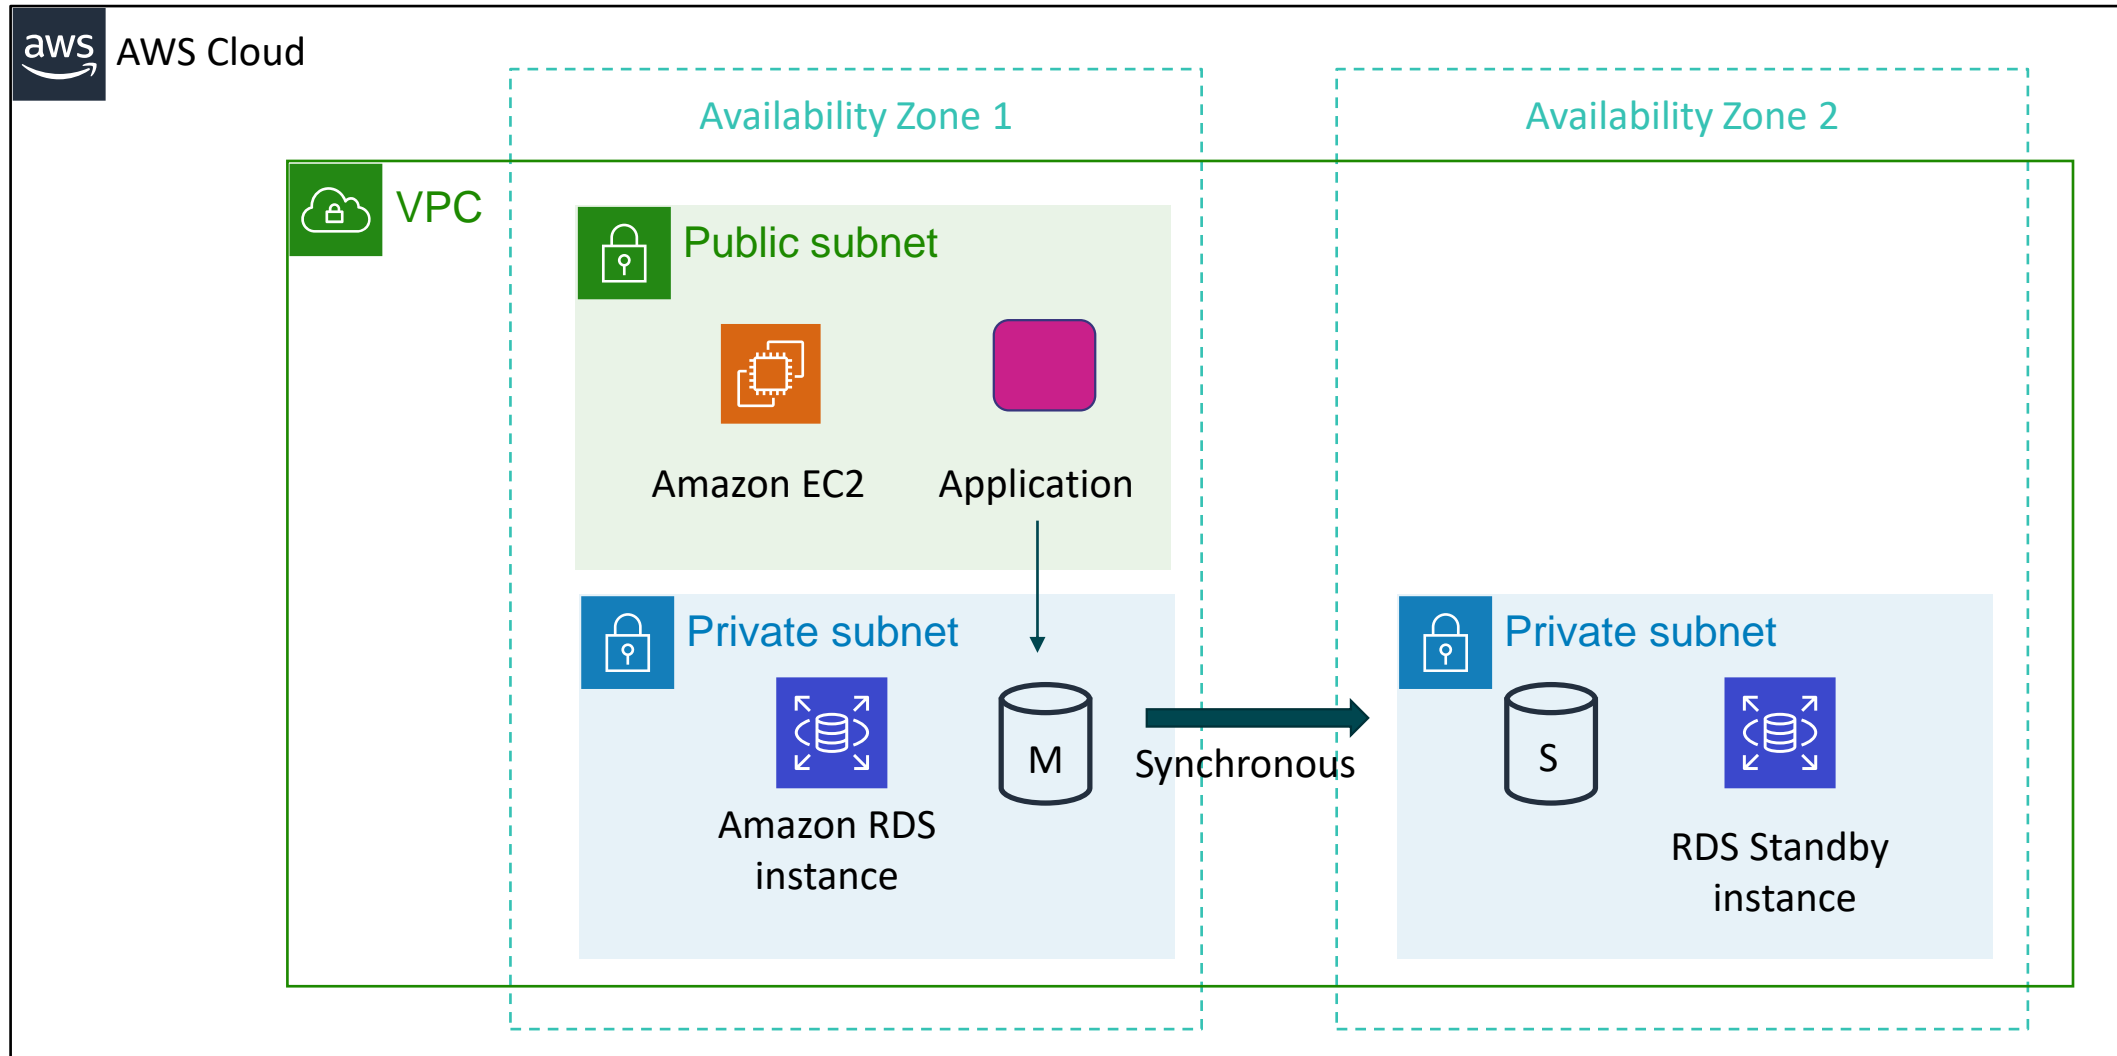 aws
AWS Cloud
Availability Zone 1
Availability Zone 2
VPC
Public subnet
Amazon EC2
Application
Private subnet
M
Amazon RDS
instance
Synchronous
Private subnet
S
RDS Standby
instance